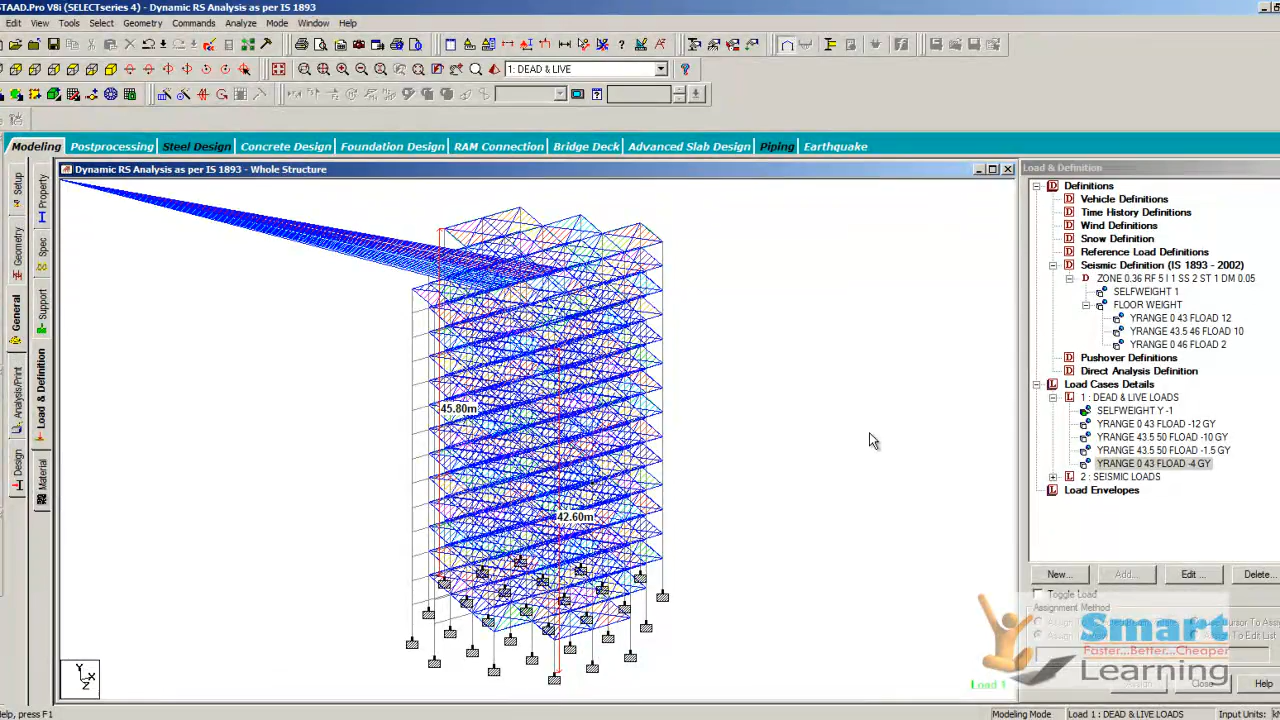 STAAD.Pro V8i (SELECTseries 4) - Dynamic RS Analysis as per IS 1893
Edit View Tools Select Geometry Commands Analyze Mode Window Help
1: DEAD & LIVE
Modeling Postprocessing Steel Design Concrete Design Foundation Design RAM Connection Bridge Deck Advanced Slab Design Piping Earthquake
Dynamic RS Analysis as per IS 1893 - Whole Structure
Load & Definition
Setup
Geometry
General
Analysis/Print
Design
Property
Spec
Support
Load & Definition
Material
45.80m
42.60m
Y
X
Z
Load 1
Definitions
Vehicle Definitions
Time History Definitions
Wind Definitions
Snow Definition
Reference Load Definitions
Seismic Definition (IS 1893 - 2002)
ZONE 0.36 RF 5 I 1 SS 2 ST 1 DM 0.05
SELFWEIGHT 1
FLOOR WEIGHT
YRANGE 0 43 FLOAD 12
YRANGE 43.5 46 FLOAD 10
YRANGE 0 46 FLOAD 2
Pushover Definitions
Direct Analysis Definition
Load Cases Details
1 : DEAD & LIVE LOADS
SELFWEIGHT Y -1
YRANGE 0 43 FLOAD -12 GY
YRANGE 43.5 50 FLOAD -10 GY
YRANGE 43.5 50 FLOAD -1.5 GY
YRANGE 0 43 FLOAD -4 GY
2 : SEISMIC LOADS
Load Envelopes
New... Add... Edit ... Delete...
Toggle Load
Assignment Method
Smart
Faster...Better...Cheaper
Learning
Close Help
Help, press F1
Modeling Mode Load 1 : DEAD & LIVE LOADS Input Units: